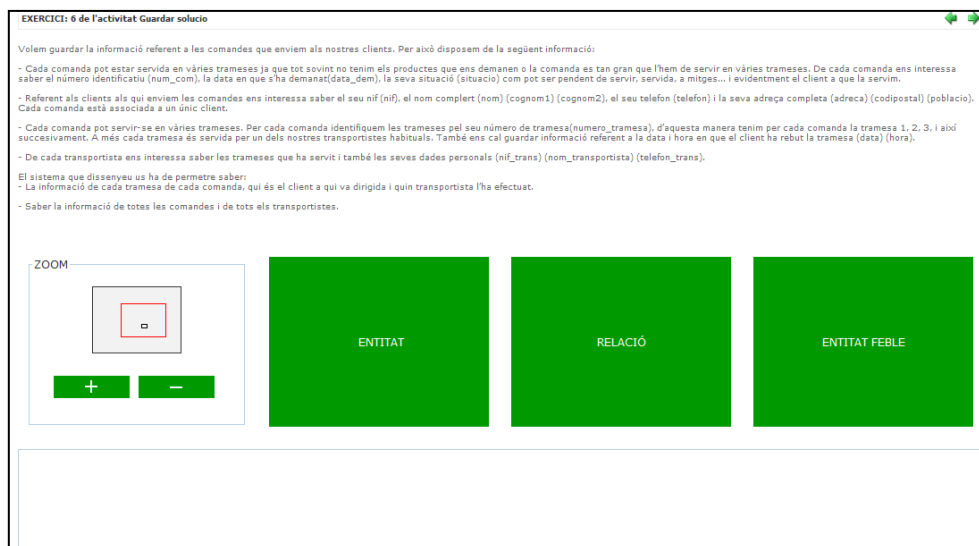 EXERCICI: 6 de l'activitat Guardar solucio
Volem guardar la informació referent a les comandes que enviem als nostres clients. Per això disposem de la següent informació:
- Cada comanda pot estar servida en vàries trameses ja que tot sovint no tenim els productes que ens demanen o la comanda es tan gran que l'hem de servir en vàries trameses. De cada comanda ens interessa
saber el número identificatiu (num_com), la data en que s'ha demanat(data_dem), la seva situació (situacio) com pot ser pendent de servir, servida, a mitges... i evidentment el client a que la servim.
- Referent als clients als qui enviem les comandes ens interessa saber el seu nif (nif), el nom complert (nom) (cognom1) (cognom2), el seu telefon (telefon) i la seva adreça completa (adreca) (codipostal) (poblacio).
Cada comanda està associada a un únic client.
- Cada comanda pot servir-se en vàries trameses. Per cada comanda identifiquem les trameses pel seu número de tramesa(numero_tramesa), d'aquesta manera tenim per cada comanda la tramesa 1, 2, 3, i així
succesivament. A més cada tramesa és servida per un dels nostres transportistes habituals. També ens cal guardar informació referent a la data i hora en que el client ha rebut la tramesa (data) (hora).
- De cada transportista ens interessa saber les trameses que ha servit i també les seves dades personals (nif_trans) (nom_transportista) (telefon_trans).
El sistema que dissenyeu us ha de permetre saber:
- La informació de cada tramesa de cada comanda, qui és el client a qui va dirigida i quin transportista l'ha efectuat.
- Saber la informació de totes les comandes i de tots els transportistes.
ZOOM
ENTITAT
RELACIÓ
ENTITAT FEBLE
+
−